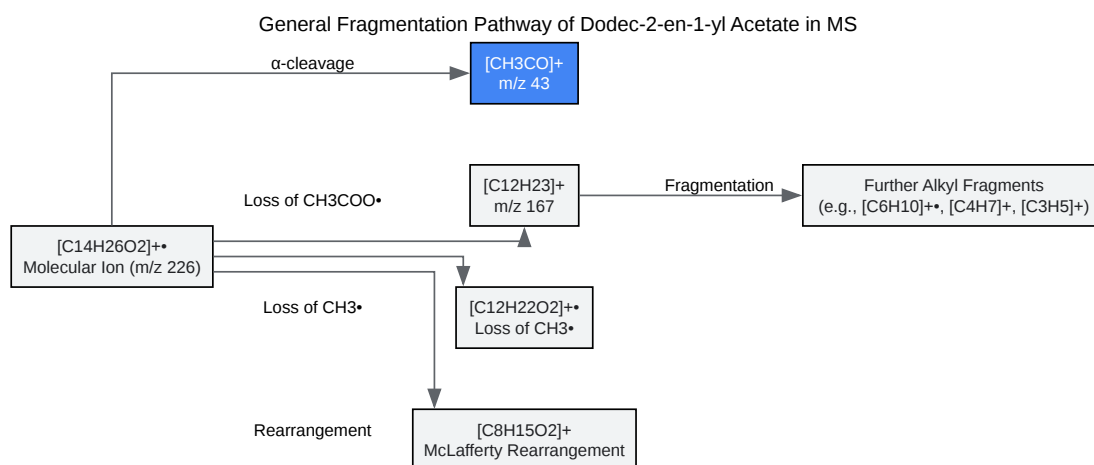 General Fragmentation Pathway of Dodec-2-en-1-yl Acetate in MS
α-cleavage
[CH3CO]+
m/z 43
Loss of CH3COO•
[C12H23]+
m/z 167
Fragmentation
Further Alkyl Fragments
(e.g., [C6H10]+•, [C4H7]+, [C3H5]+)
[C14H26O2]+•
Molecular Ion (m/z 226)
Loss of CH3•
[C12H22O2]+•
Loss of CH3•
Rearrangement
[C8H15O2]+
McLafferty Rearrangement